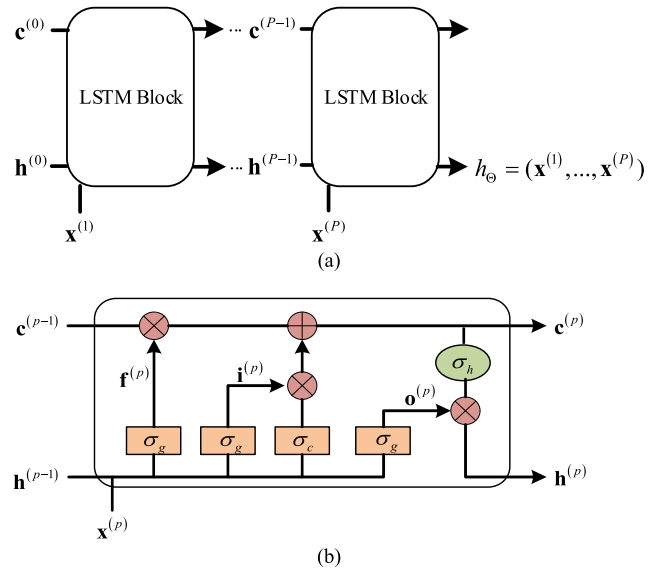 c^(0) ... c^(P-1)
LSTM Block LSTM Block
h^(0) ... h^(P-1) h_Θ = (x^(1),...,x^(P))
x^(1) x^(P)
(a)
c^(p-1) c^(p)
σ_h
f^(p) i^(p) o^(p)
σ_g σ_g σ_c σ_g
h^(p-1) h^(p)
x^(p)
(b)